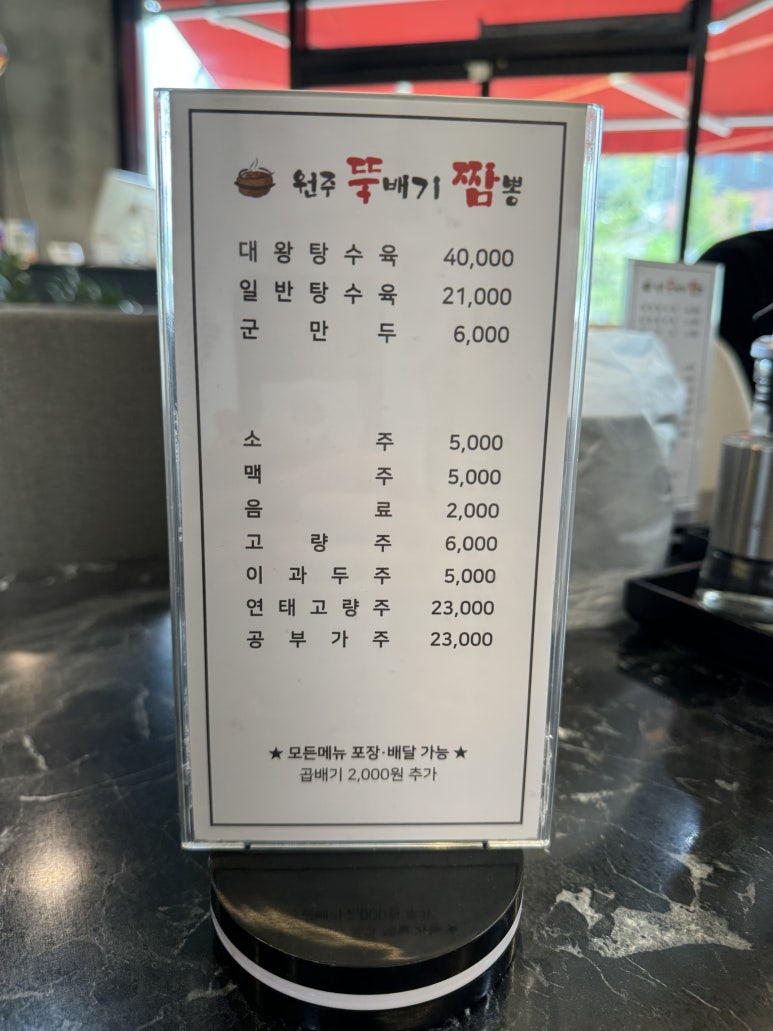 원주 뚝배기 짬뽕
대왕탕수육 40,000
일반탕수육 21,000
군만두 6,000
소주 5,000
맥주 5,000
음료 2,000
고량주 6,000
이과두주 5,000
연태고량주 23,000
공부가주 23,000
★ 모든메뉴 포장·배달 가능 ★
곱배기 2,000원 추가